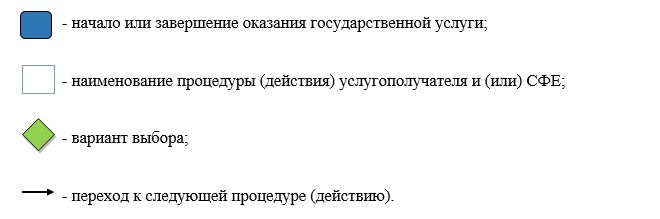 - начало или завершение оказания государственной услуги;
- наименование процедуры (действия) услугополучателя и (или) СФЕ;
- вариант выбора;
- переход к следующей процедуре (действию).